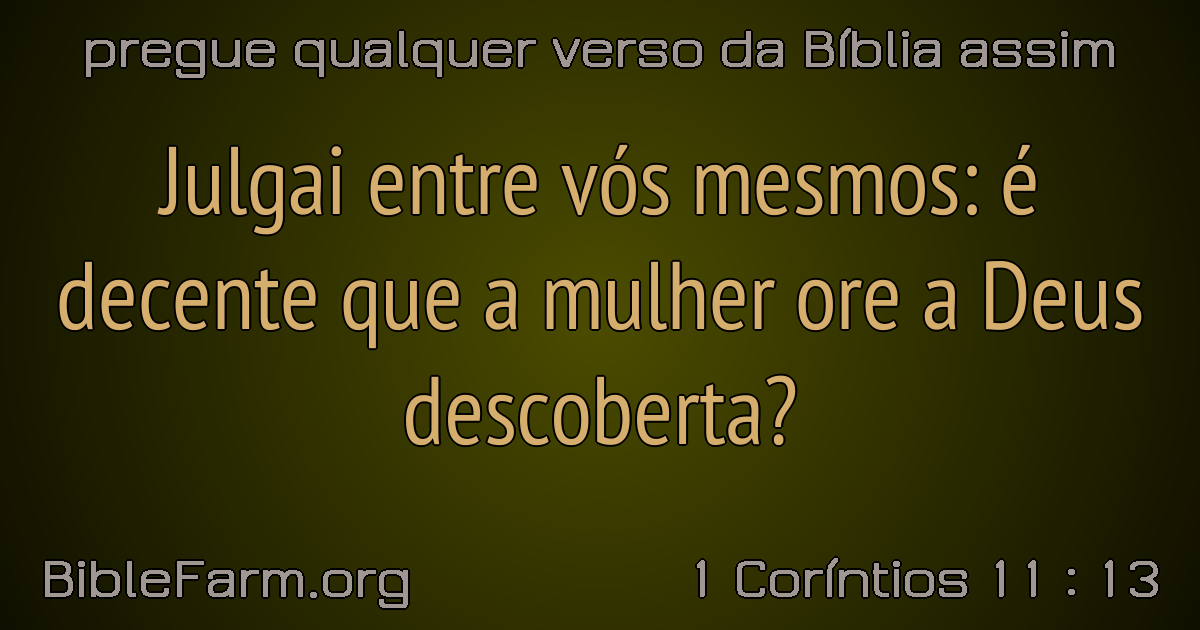 pregue qualquer verso da Bíblia assim
Julgai entre vós mesmos: é
decente que a mulher ore a Deus
descoberta?
BibleFarm.org
1 Coríntios 11 : 13